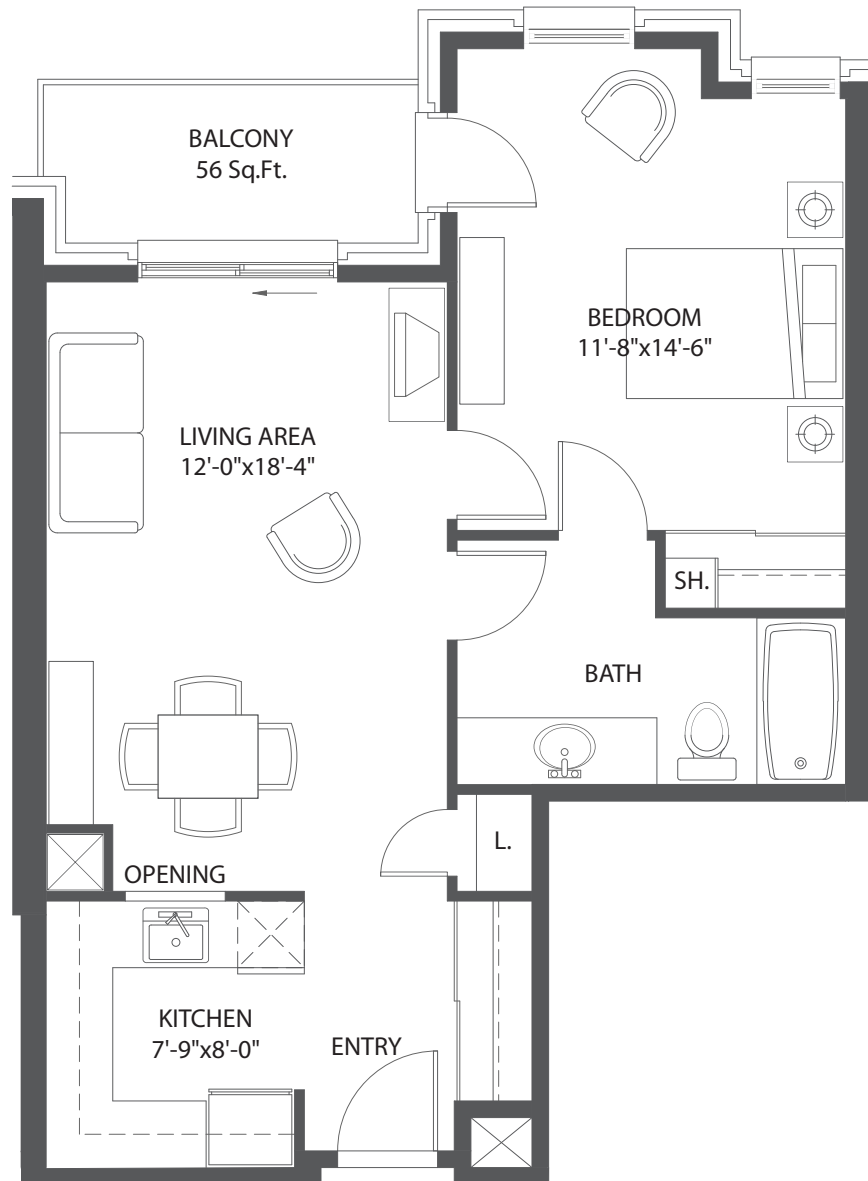 BALCONY
56 Sq.Ft.
BEDROOM
11'-8"x14'-6"
LIVING AREA
12'-0"x18'-4"
SH.
BATH
L.
OPENING
KITCHEN
7'-9"x8'-0"
ENTRY